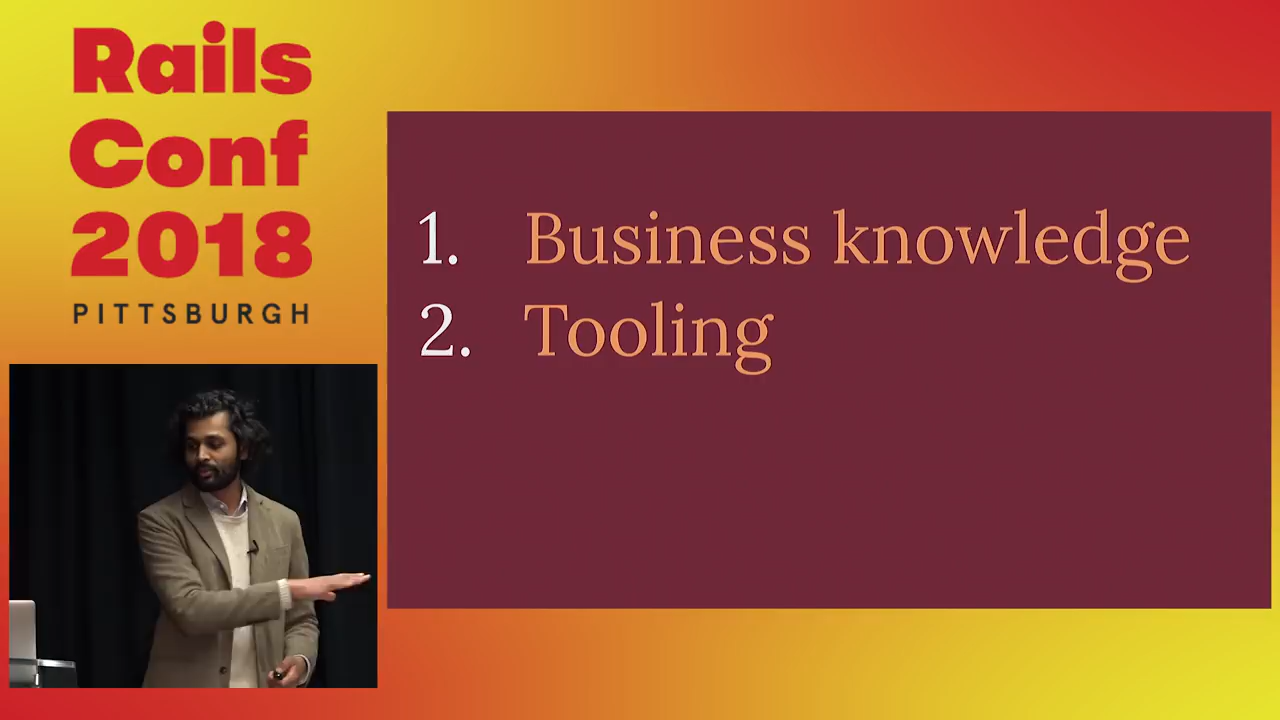 Rails
Conf
2018
PITTSBURGH
1. Business knowledge
2. Tooling